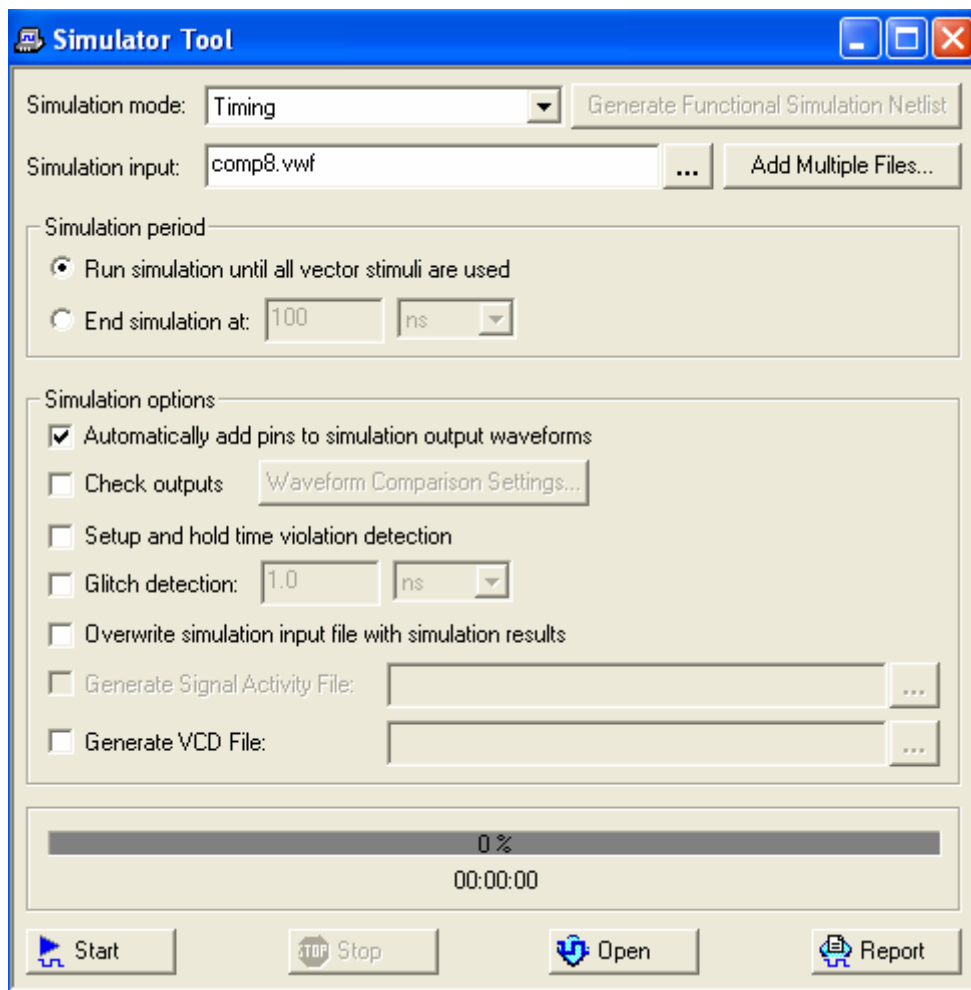 Simulator Tool
Simulation mode: Timing Generate Functional Simulation Netlist
Simulation input: comp8.vwf ... Add Multiple Files...
Simulation period
Run simulation until all vector stimuli are used
End simulation at: 100 ns
Simulation options
Automatically add pins to simulation output waveforms
Check outputs Waveform Comparison Settings...
Setup and hold time violation detection
Glitch detection: 1.0 ns
Overwrite simulation input file with simulation results
Generate Signal Activity File: ...
Generate VCD File: ...
0 %
00:00:00
Start STOP Stop Open Report